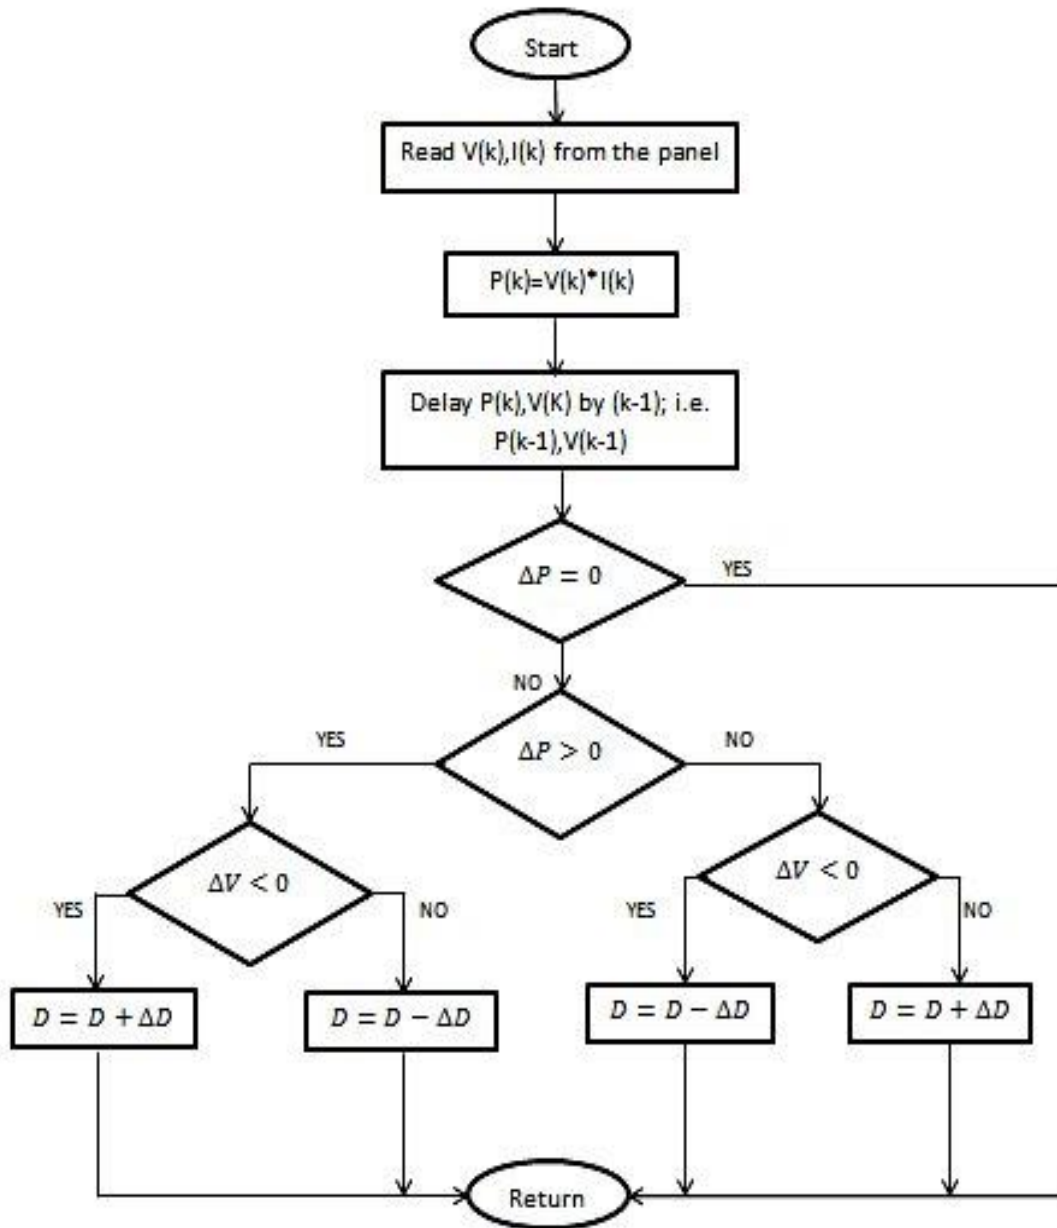 Start
Read V(k),I(k) from the panel
P(k)=V(k)*I(k)
Delay P(k),V(K) by (k-1); i.e.
P(k-1),V(k-1)
ΔP = 0
YES
NO
ΔP > 0
YES
NO
ΔV < 0
YES
NO
ΔV < 0
YES
NO
D = D + ΔD
D = D − ΔD
D = D − ΔD
D = D + ΔD
Return